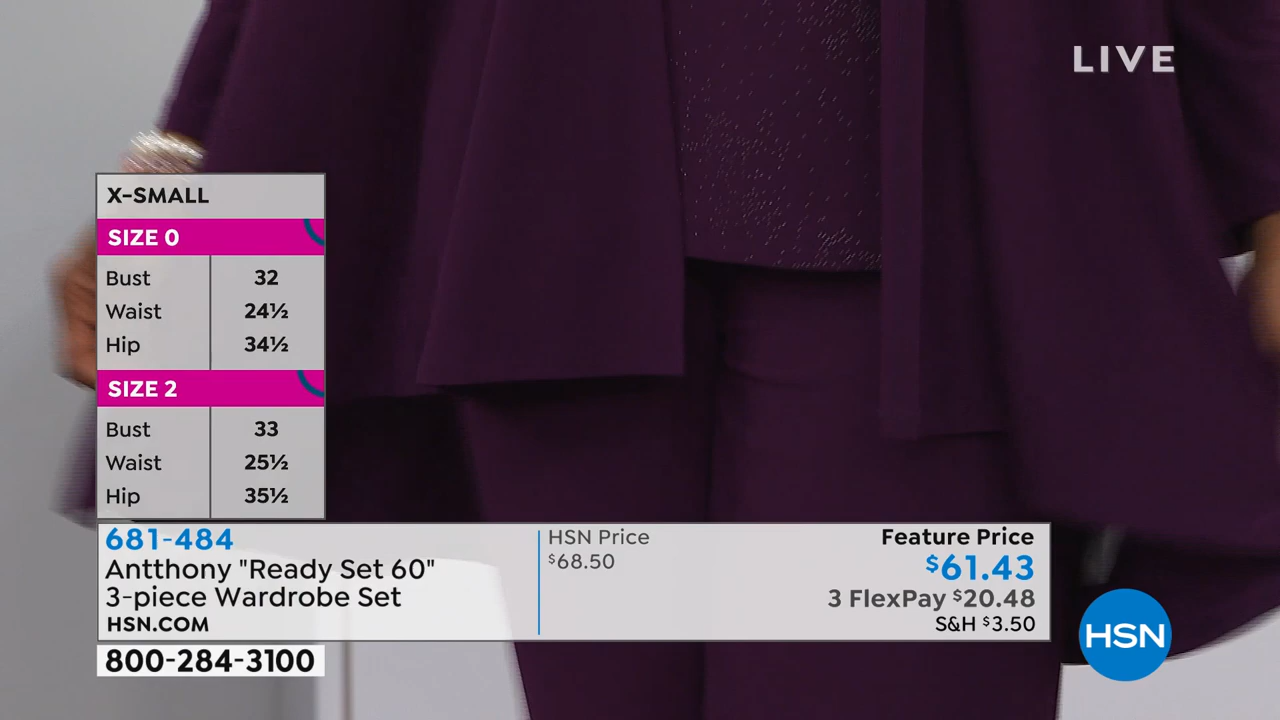 LIVE
X-SMALL
SIZE 0
Bust 32
Waist 24½
Hip 34½
SIZE 2
Bust 33
Waist 25½
Hip 35½
681-484
Antthony "Ready Set 60"
3-piece Wardrobe Set
HSN.COM
HSN Price
$68.50
Feature Price
$61.43
3 FlexPay $20.48
S&H $3.50
800-284-3100
HSN